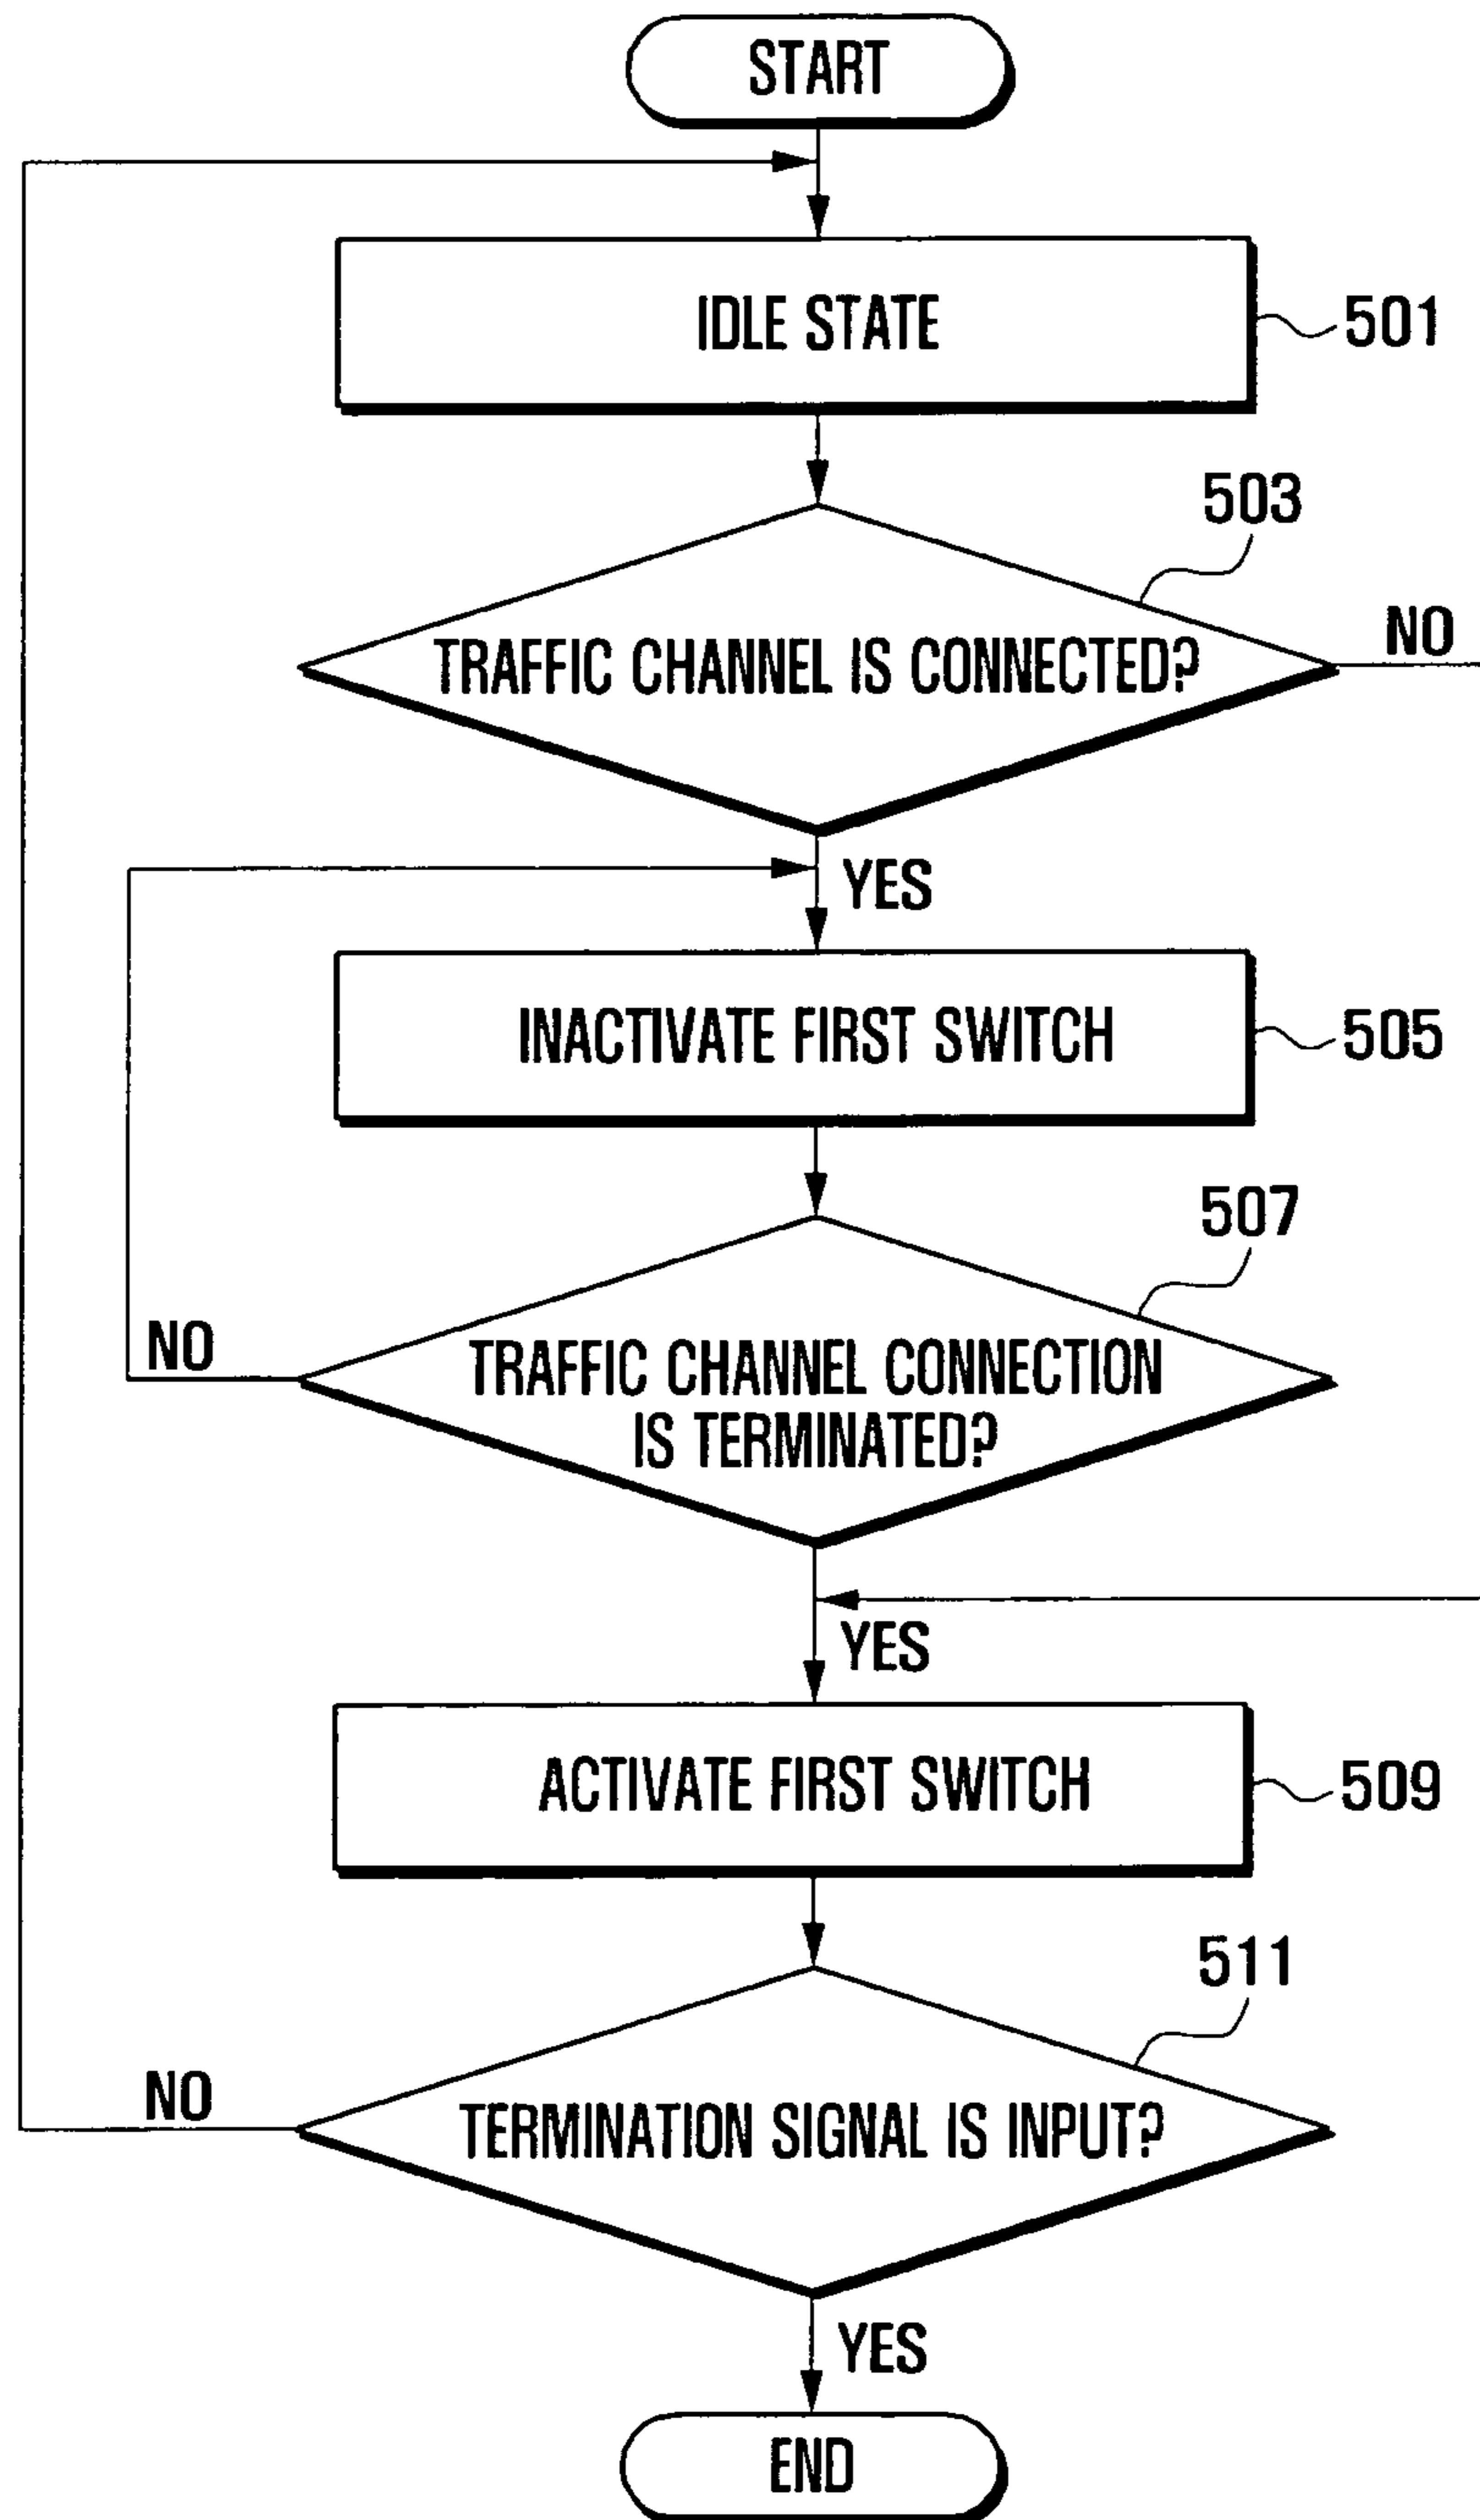 START
IDLE STATE
501
503
TRAFFIC CHANNEL IS CONNECTED?
NO
YES
INACTIVATE FIRST SWITCH
505
507
NO
TRAFFIC CHANNEL CONNECTION
IS TERMINATED?
YES
ACTIVATE FIRST SWITCH
509
511
NO
TERMINATION SIGNAL IS INPUT?
YES
END